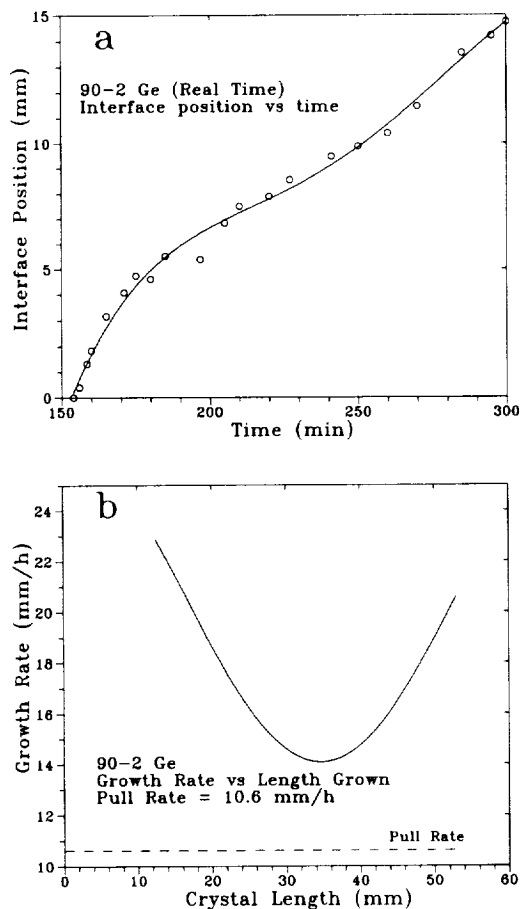 a
90-2 Ge (Real Time)
Interface position vs time
15
10
5
0
Interface Position (mm)
150
200
250
300
Time (min)
b
24
22
20
18
16
14
12
11
10
Growth Rate (mm/h)
90-2 Ge
Growth Rate vs Length Grown
Pull Rate = 10.6 mm/h
Pull Rate
0
10
20
30
40
50
60
Crystal Length (mm)